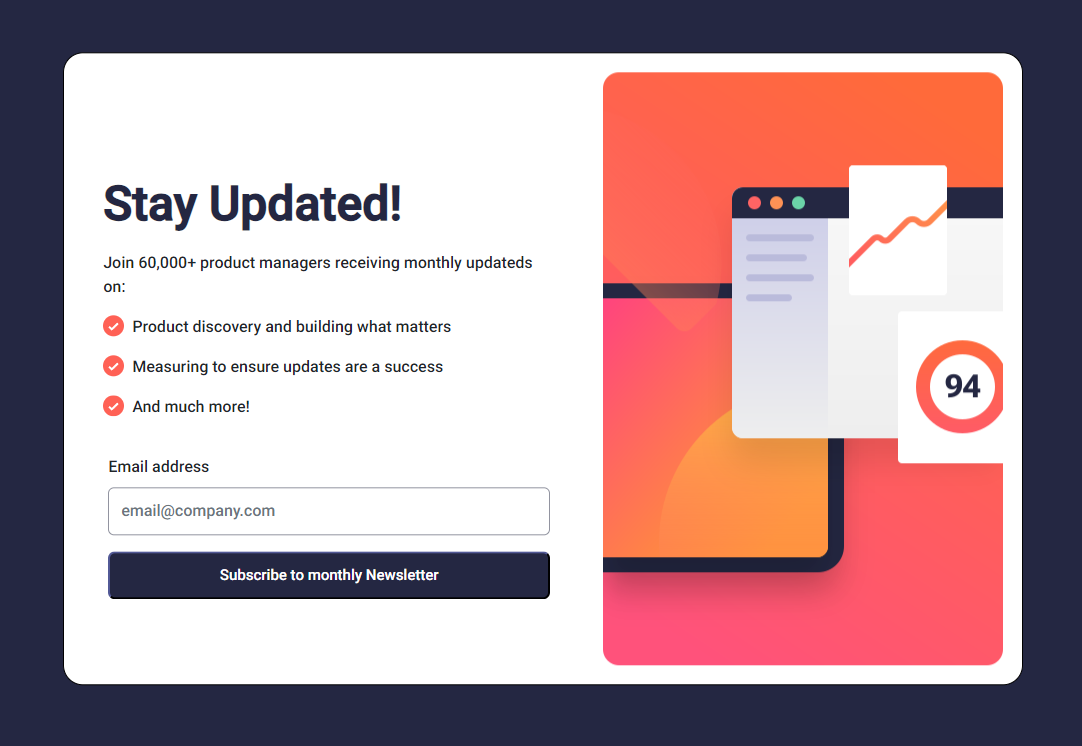 Stay Updated!
Join 60,000+ product managers receiving monthly updateds
on:
Product discovery and building what matters
Measuring to ensure updates are a success
And much more!
Email address
email@company.com
Subscribe to monthly Newsletter
94